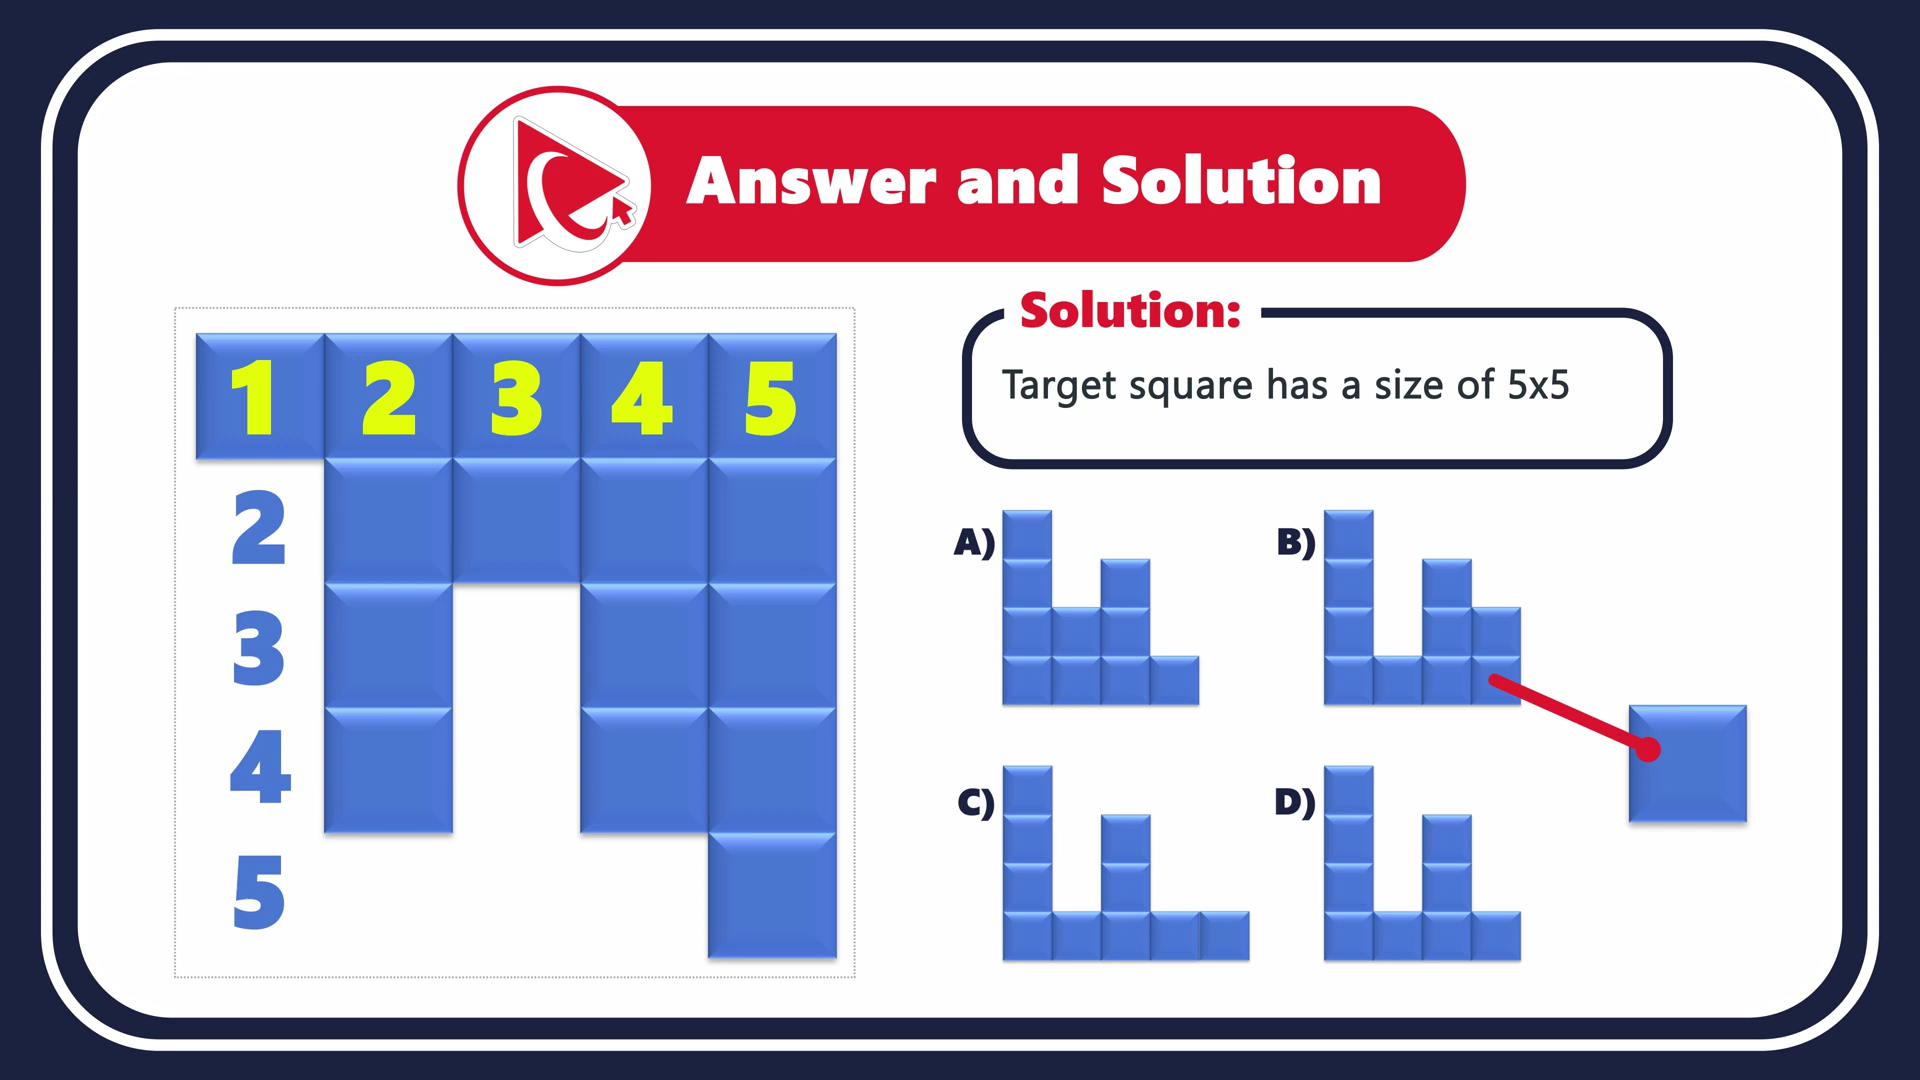 Answer and Solution
Solution:
Target square has a size of 5x5
1 2 3 4 5
2
3
4
5
A) B)
C) D)